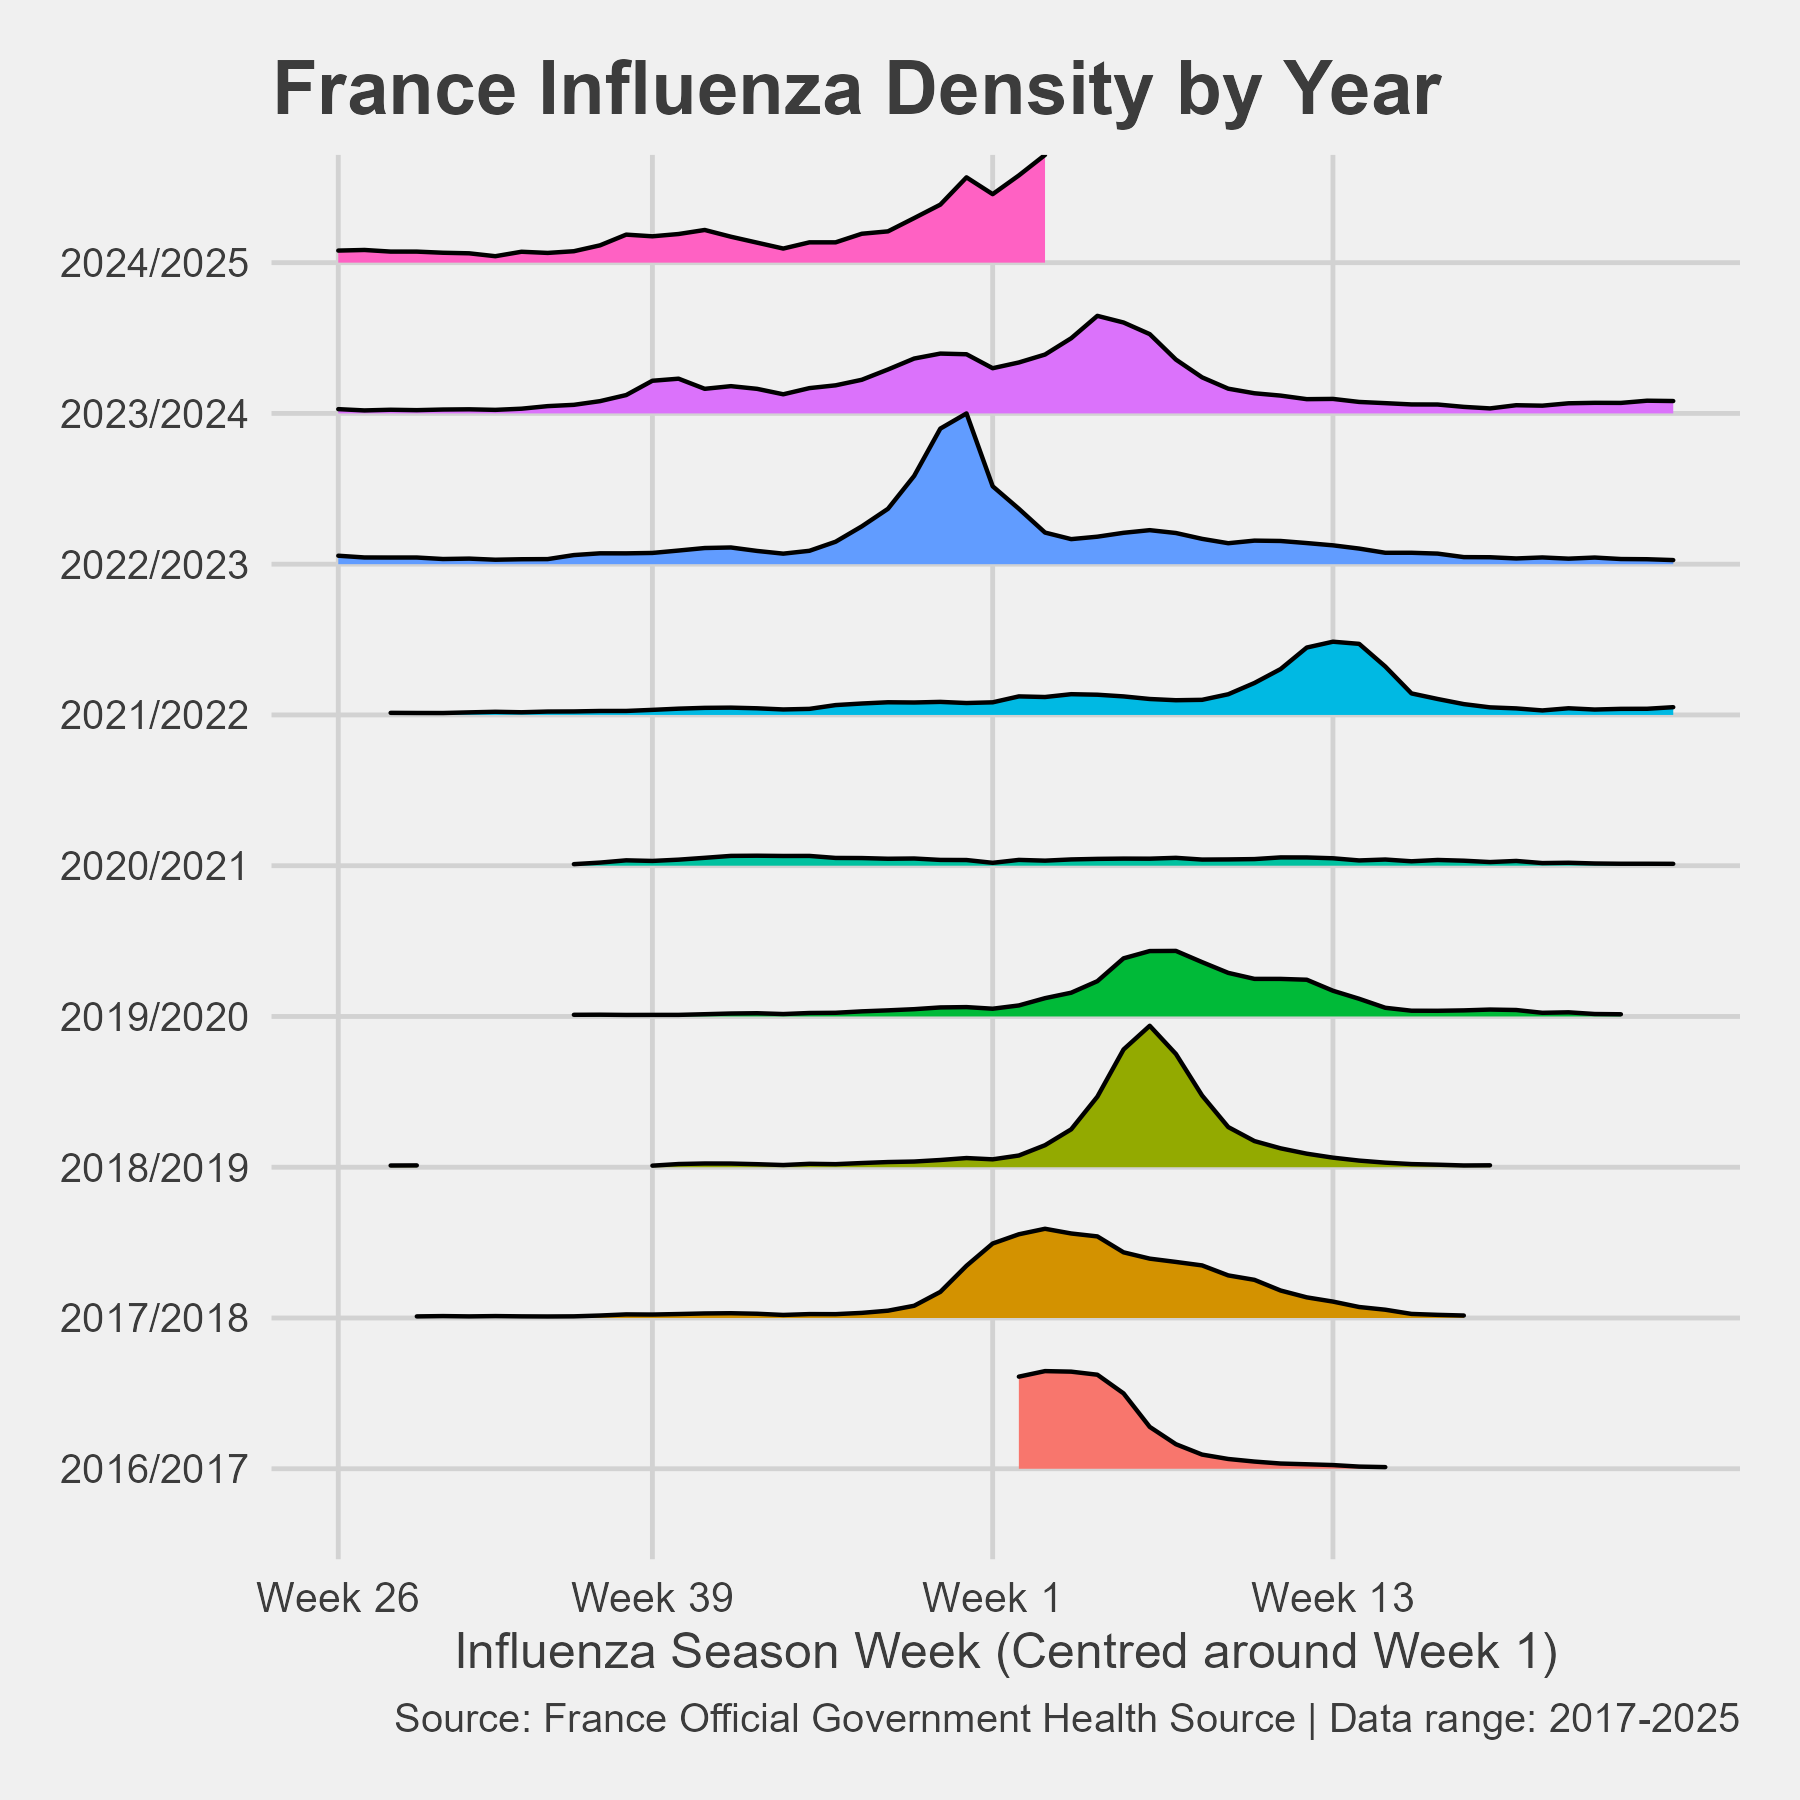 France Influenza Density by Year
2024/2025
2023/2024
2022/2023
2021/2022
2020/2021
2019/2020
2018/2019
2017/2018
2016/2017
Week 26 Week 39 Week 1 Week 13
Influenza Season Week (Centred around Week 1)
Source: France Official Government Health Source | Data range: 2017-2025